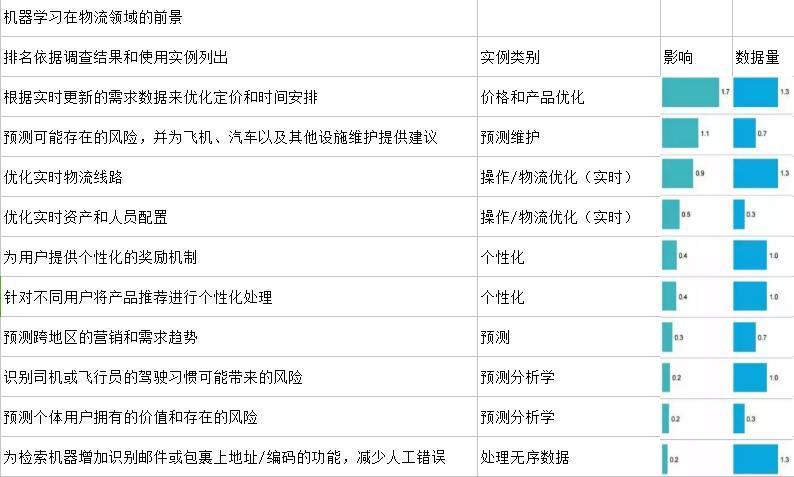 机器学习在物流领域的前景
排名依据调查结果和使用实例列出 实例类别 影响 数据量
根据实时更新的需求数据来优化定价和时间安排 价格和产品优化 1.7 1.3
预测可能存在的风险，并为飞机、汽车以及其他设施维护提供建议 预测维护 1.1 0.7
优化实时物流线路 操作/物流优化（实时） 0.9 1.3
优化实时资产和人员配置 操作/物流优化（实时） 0.5 0.3
为用户提供个性化的奖励机制 个性化 0.4 1.0
针对不同用户将产品推荐进行个性化处理 个性化 0.4 1.0
预测跨地区的营销和需求趋势 预测 0.3 0.7
识别司机或飞行员的驾驶习惯可能带来的风险 预测分析学 0.2 1.0
预测个体用户拥有的价值和存在的风险 预测分析学 0.2 0.3
为检索机器增加识别邮件或包裹上地址/编码的功能，减少人工错误 处理无序数据 0.2 1.3